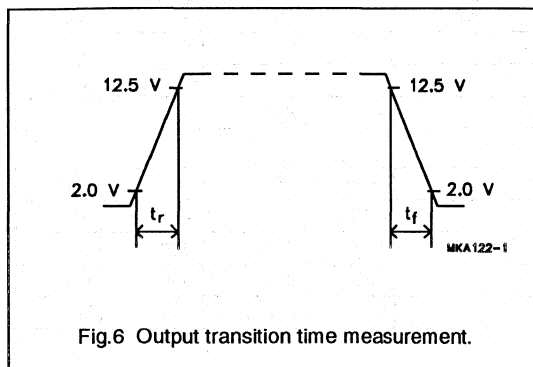 12.5 V
12.5 V
2.0 V
2.0 V
tr
tf
MKA122-1
Fig.6 Output transition time measurement.